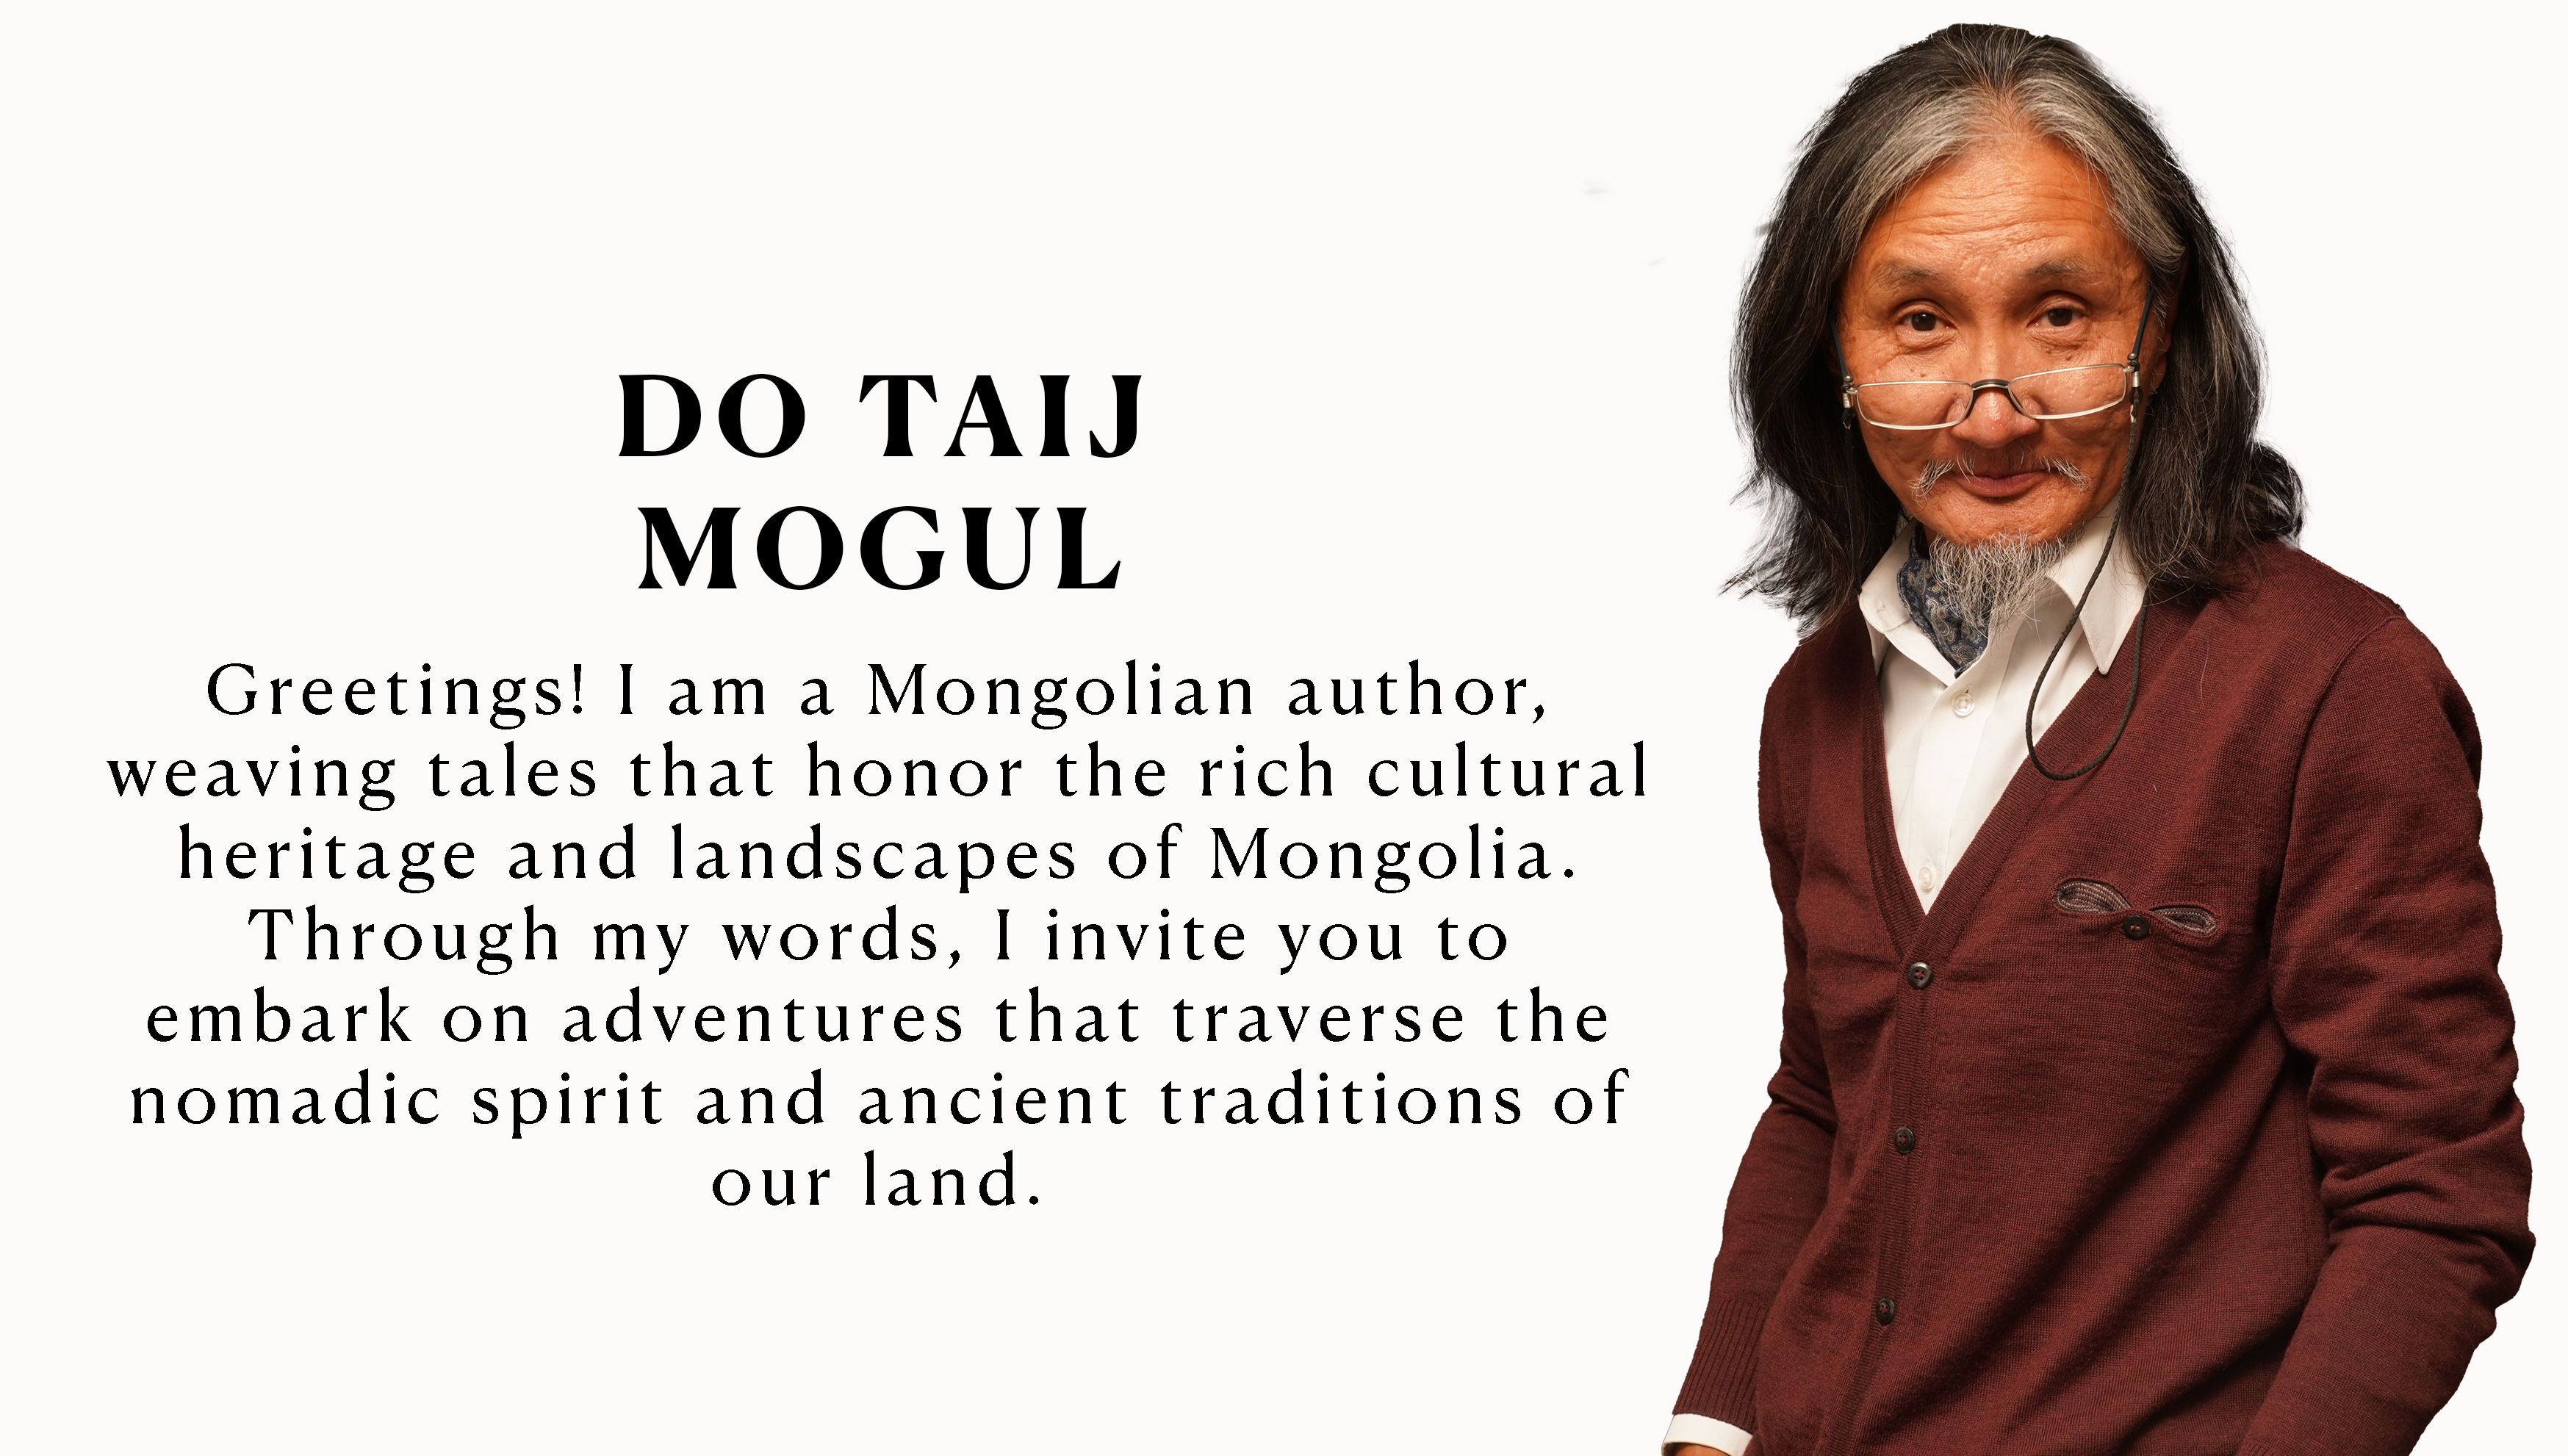 DO TAIJ
MOGUL
Greetings! I am a Mongolian author,
weaving tales that honor the rich cultural
heritage and landscapes of Mongolia.
Through my words, I invite you to
embark on adventures that traverse the
nomadic spirit and ancient traditions of
our land.